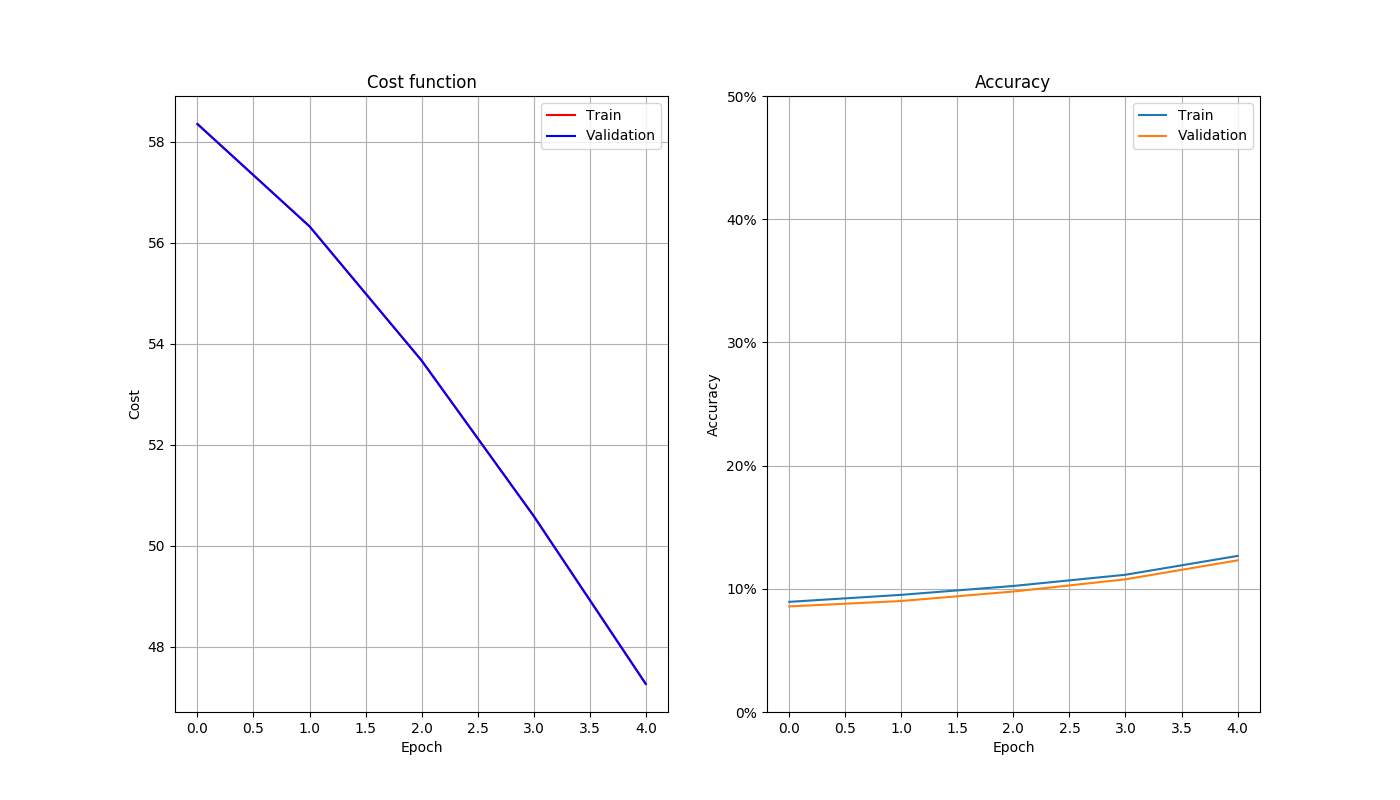 Cost function
Train
Validation
58
56
54
52
50
48
Cost
0.0 0.5 1.0 1.5 2.0 2.5 3.0 3.5 4.0
Epoch
Accuracy
Train
Validation
50%
40%
30%
20%
10%
0%
Accuracy
0.0 0.5 1.0 1.5 2.0 2.5 3.0 3.5 4.0
Epoch